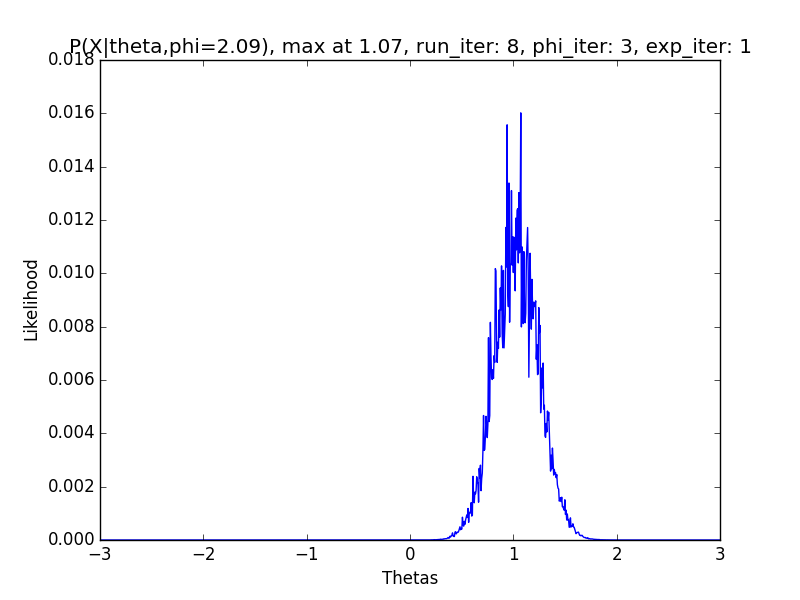 P(X|theta,phi=2.09), max at 1.07, run_iter: 8, phi_iter: 3, exp_iter: 1
0.018
0.016
0.014
0.012
0.010
0.008
0.006
0.004
0.002
0.000
Likelihood
−3 −2 −1 0 1 2 3
Thetas